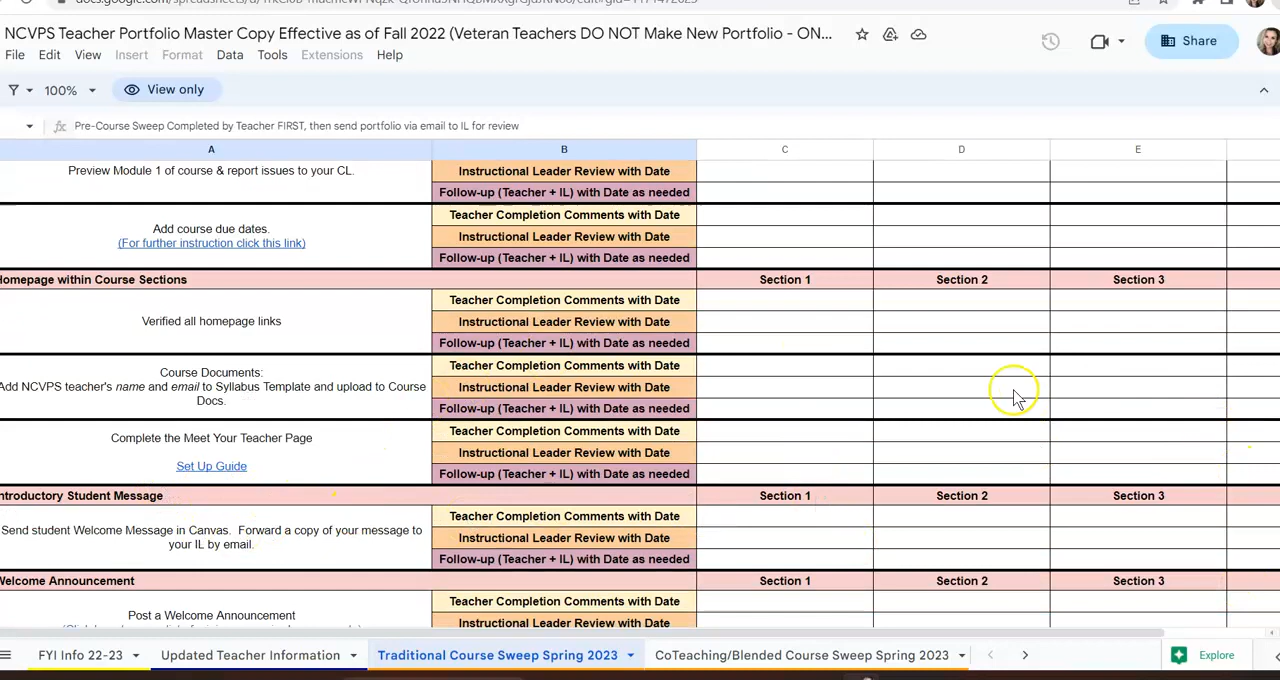 NCVPS Teacher Portfolio Master Copy Effective as of Fall 2022 (Veteran Teachers DO NOT Make New Portfolio - ON...
File Edit View Insert Format Data Tools Extensions Help
Share
100% View only
fx Pre-Course Sweep Completed by Teacher FIRST, then send portfolio via email to IL for review
A B C D E
Preview Module 1 of course & report issues to your CL.
Instructional Leader Review with Date
Follow-up (Teacher + IL) with Date as needed
Add course due dates.
(For further instruction click this link)
Teacher Completion Comments with Date
Instructional Leader Review with Date
Follow-up (Teacher + IL) with Date as needed
Homepage within Course Sections Section 1 Section 2 Section 3
Verified all homepage links
Teacher Completion Comments with Date
Instructional Leader Review with Date
Follow-up (Teacher + IL) with Date as needed
Course Documents:
Add NCVPS teacher's name and email to Syllabus Template and upload to Course
Docs.
Teacher Completion Comments with Date
Instructional Leader Review with Date
Follow-up (Teacher + IL) with Date as needed
Complete the Meet Your Teacher Page
Set Up Guide
Teacher Completion Comments with Date
Instructional Leader Review with Date
Follow-up (Teacher + IL) with Date as needed
Introductory Student Message Section 1 Section 2 Section 3
Send student Welcome Message in Canvas. Forward a copy of your message to
your IL by email.
Teacher Completion Comments with Date
Instructional Leader Review with Date
Follow-up (Teacher + IL) with Date as needed
Welcome Announcement Section 1 Section 2 Section 3
Post a Welcome Announcement
Teacher Completion Comments with Date
Instructional Leader Review with Date
FYI Info 22-23 Updated Teacher Information Traditional Course Sweep Spring 2023 CoTeaching/Blended Course Sweep Spring 2023 Explore